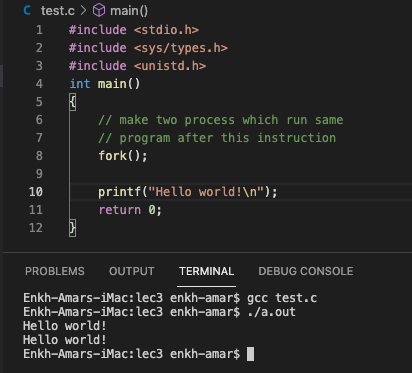 test.c > main()
1 #include <stdio.h>
2 #include <sys/types.h>
3 #include <unistd.h>
4 int main()
5 {
6 // make two process which run same
7 // program after this instruction
8 fork();
9
10 printf("Hello world!\n");
11 return 0;
12 }
PROBLEMS OUTPUT TERMINAL DEBUG CONSOLE
Enkh-Amars-iMac:lec3 enkh-amar$ gcc test.c
Enkh-Amars-iMac:lec3 enkh-amar$ ./a.out
Hello world!
Hello world!
Enkh-Amars-iMac:lec3 enkh-amar$